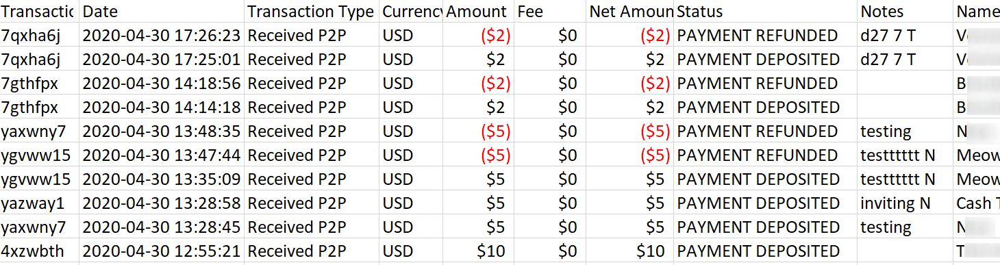 Transactic Date Transaction Type Currency Amount Fee Net Amoun Status Notes Name
7qxha6j 2020-04-30 17:26:23 Received P2P USD ($2) $0 ($2) PAYMENT REFUNDED d27 7 T V
7qxha6j 2020-04-30 17:25:01 Received P2P USD $2 $0 $2 PAYMENT DEPOSITED d27 7 T V
7gthfpx 2020-04-30 14:18:56 Received P2P USD ($2) $0 ($2) PAYMENT REFUNDED B
7gthfpx 2020-04-30 14:14:18 Received P2P USD $2 $0 $2 PAYMENT DEPOSITED B
yaxwny7 2020-04-30 13:48:35 Received P2P USD ($5) $0 ($5) PAYMENT REFUNDED testing N
ygvww15 2020-04-30 13:47:44 Received P2P USD ($5) $0 ($5) PAYMENT REFUNDED testttttt N Meow
ygvww15 2020-04-30 13:35:09 Received P2P USD $5 $0 $5 PAYMENT DEPOSITED testttttt N Meow
yazway1 2020-04-30 13:28:58 Received P2P USD $5 $0 $5 PAYMENT DEPOSITED inviting N Cash T
yaxwny7 2020-04-30 13:28:45 Received P2P USD $5 $0 $5 PAYMENT DEPOSITED testing N
4xzwbth 2020-04-30 12:55:21 Received P2P USD $10 $0 $10 PAYMENT DEPOSITED T